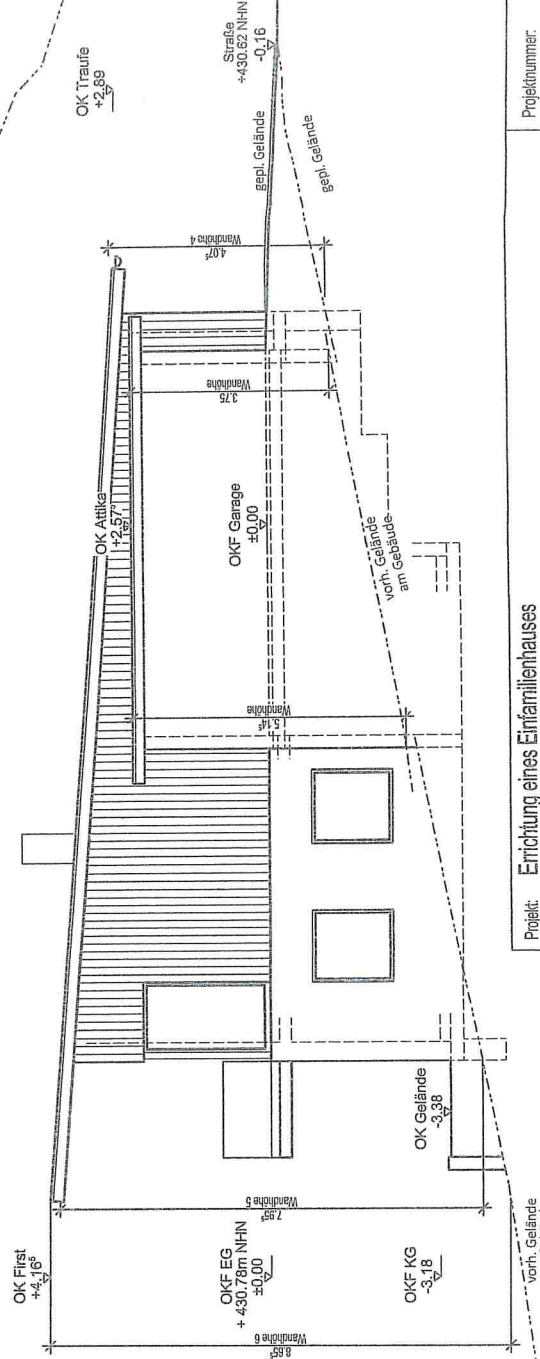 OK First
+4.16⁵
OKF EG
+ 430.78m NHN
±0.00
OKF KG
-3.18
Wandhöhe 6
8.65⁵
Wandhöhe 5
7.95⁵
vorh. Gelände
OK Gelände
-3.38
OK Attika
+2.57⁵
OKF Garage
±0.00
Wandhöhe
5.14⁵
Wandhöhe
3.75
Wandhöhe 4
4.07⁵
vorh. Gelände
am Gebäude
OK Traufe
+2.89
Straße
+430.62 NHN
-0.16
gepl. Gelände
gepl. Gelände
Projekt: Errichtung eines Einfamilienhauses
Projektnummer: